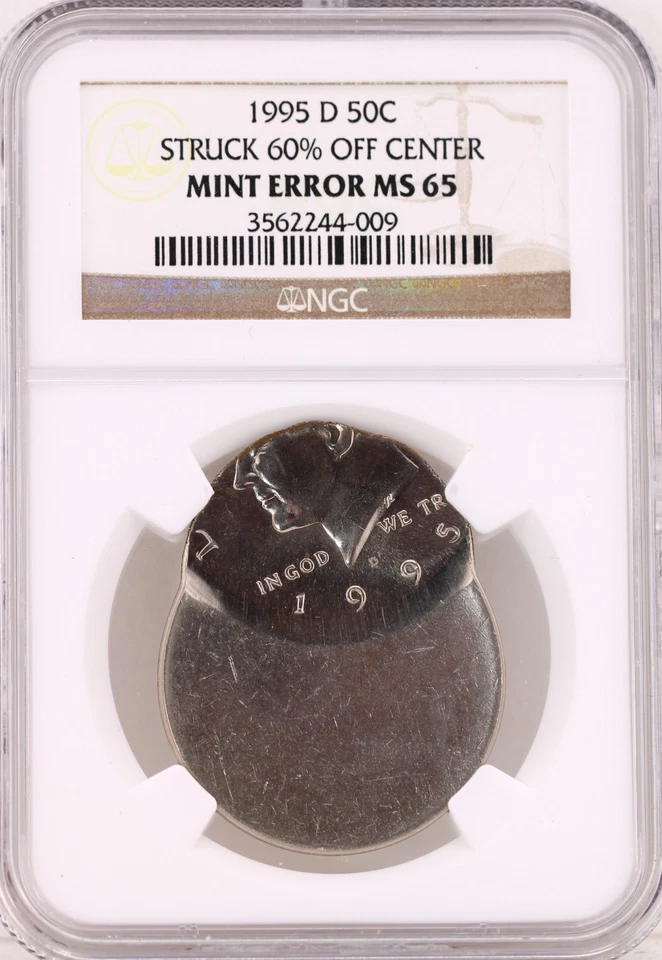 1995 D 50C
STRUCK 60% OFF CENTER
MINT ERROR MS 65
3562244-009
NGC
IN GOD WE TR
1995
D